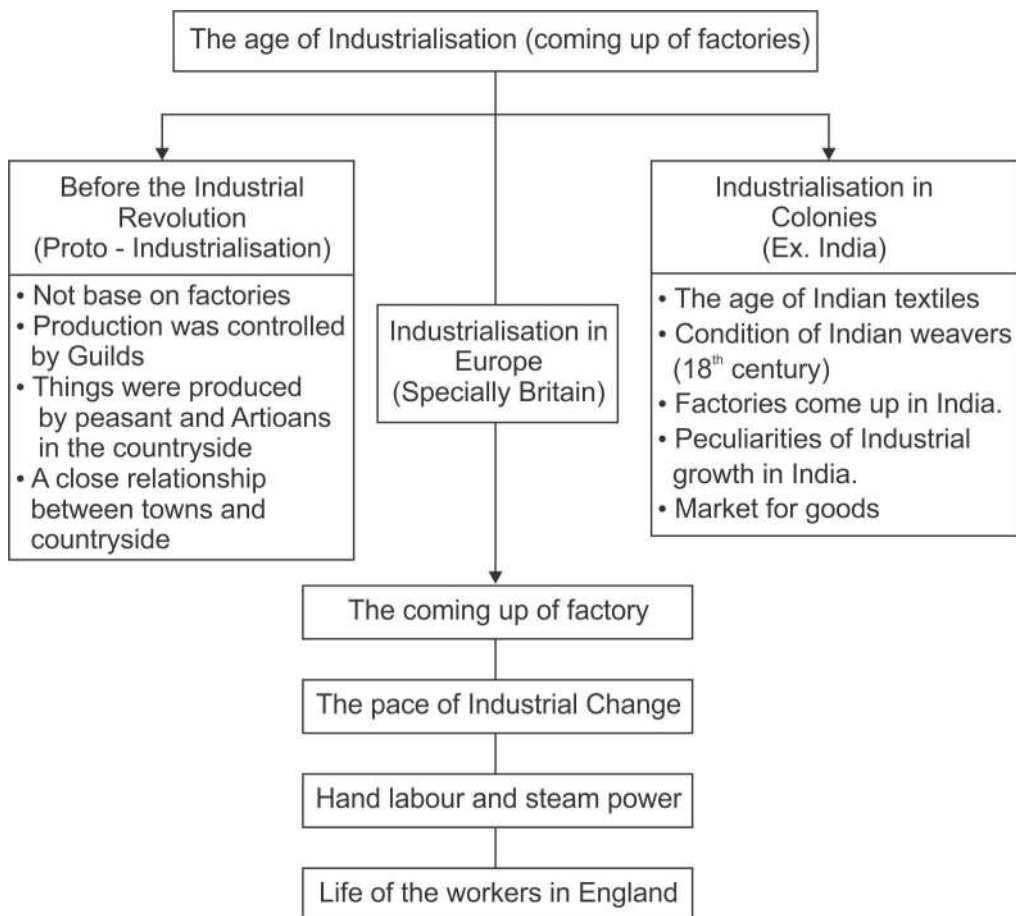 The age of Industrialisation (coming up of factories)
Before the Industrial
Revolution
(Proto - Industrialisation)
• Not base on factories
• Production was controlled
by Guilds
• Things were produced
by peasant and Artioans
in the countryside
• A close relationship
between towns and
countryside
Industrialisation in
Europe
(Specially Britain)
Industrialisation in
Colonies
(Ex. India)
• The age of Indian textiles
• Condition of Indian weavers
(18th century)
• Factories come up in India.
• Peculiarities of Industrial
growth in India.
• Market for goods
The coming up of factory
The pace of Industrial Change
Hand labour and steam power
Life of the workers in England